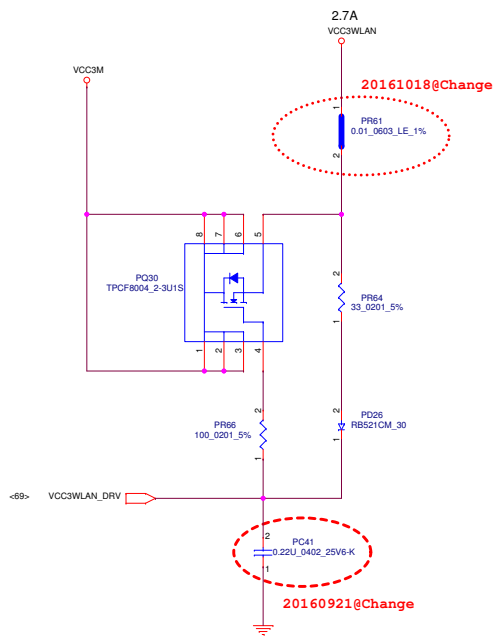 2.7A
VCC3WLAN
VCC3M
20161018@Change
1
PR61
0.01_0603_LE_1%
2
8
7
6
5
PQ30
TPCF8004_2-3U1S
2
PR64
33_0201_5%
1
1
2
3
4
2
PR66
100_0201_5%
1
2
PD26
RB521CM_30
1
<69>
VCC3WLAN_DRV
2
PC41
0.22U_0402_25V6-K
1
20160921@Change